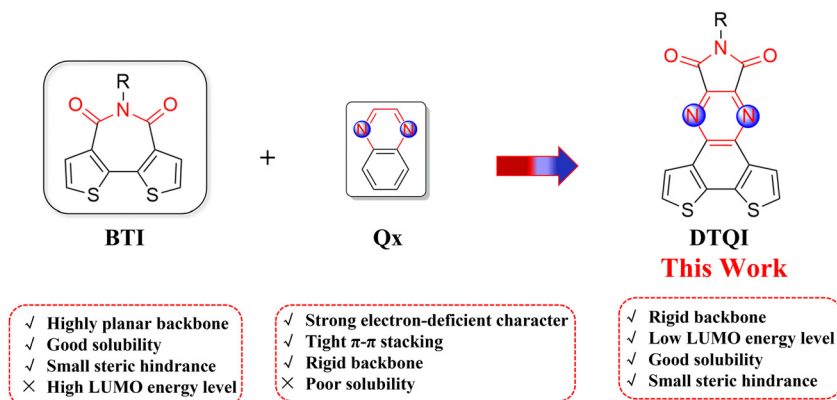 R
O N O
S S
BTI
+
N N
Qx
R
O N O
N N
S S
DTQI
This Work
√ Highly planar backbone
√ Good solubility
√ Small steric hindrance
× High LUMO energy level
√ Strong electron-deficient character
√ Tight π-π stacking
√ Rigid backbone
× Poor solubility
√ Rigid backbone
√ Low LUMO energy level
√ Good solubility
√ Small steric hindrance